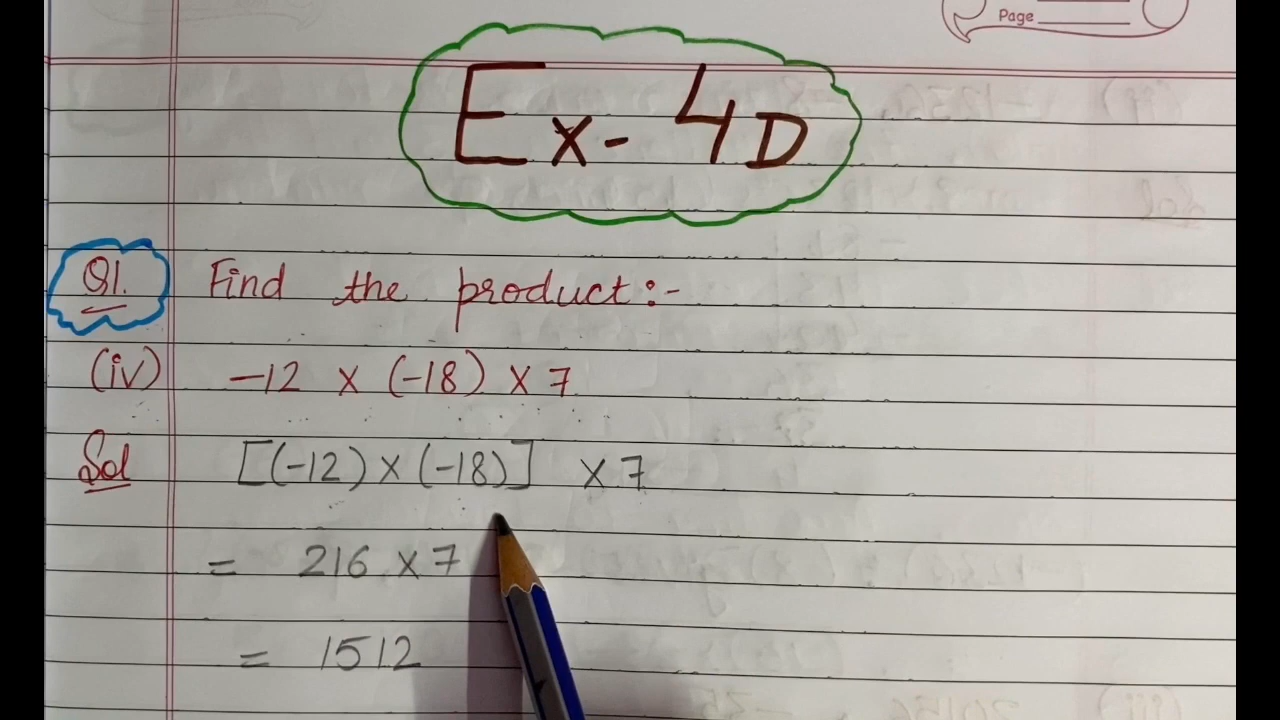 Page
Ex- 4D
Q1. Find the product:-
(iv) -12 × (-18) × 7
Sol [(-12) × (-18)] × 7
= 216 × 7
= 1512